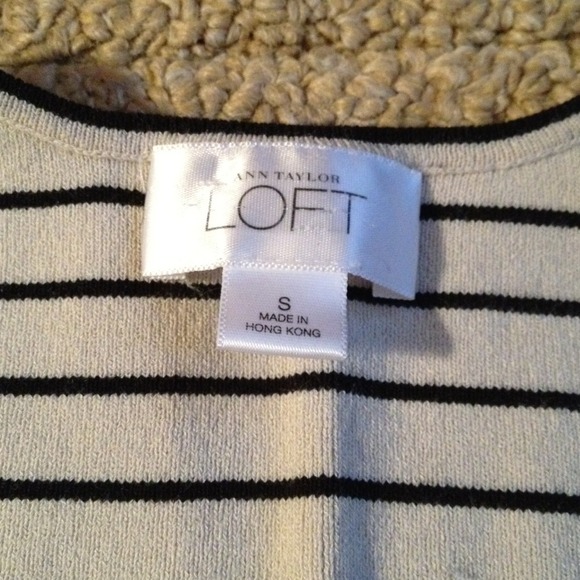 ANN TAYLOR
LOFT
S
MADE IN
HONG KONG